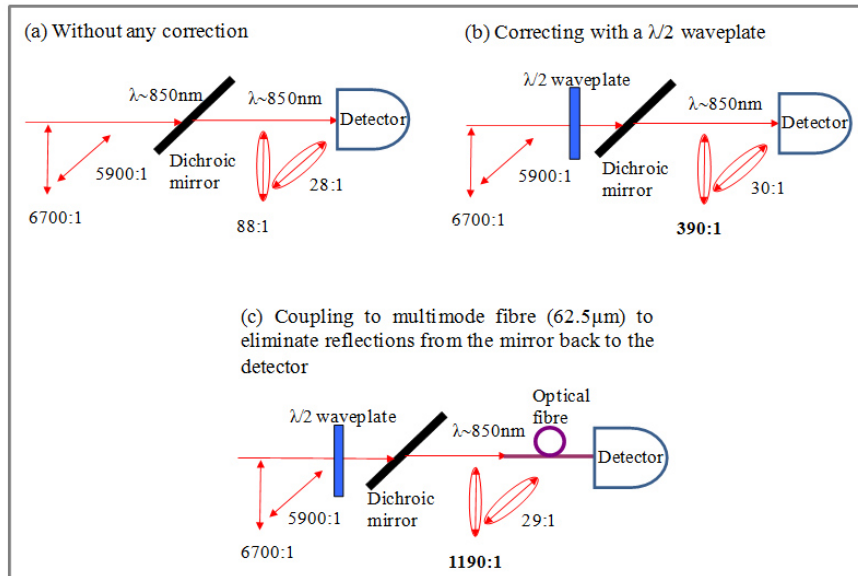 (a) Without any correction
λ~850nm
λ~850nm
Detector
Dichroic
mirror
5900:1
6700:1
28:1
88:1
(b) Correcting with a λ/2 waveplate
λ/2 waveplate
λ~850nm
Detector
Dichroic
mirror
5900:1
6700:1
30:1
390:1
(c) Coupling to multimode fibre (62.5µm) to
eliminate reflections from the mirror back to the
detector
Optical
fibre
λ/2 waveplate
λ~850nm
Detector
Dichroic
mirror
5900:1
6700:1
29:1
1190:1